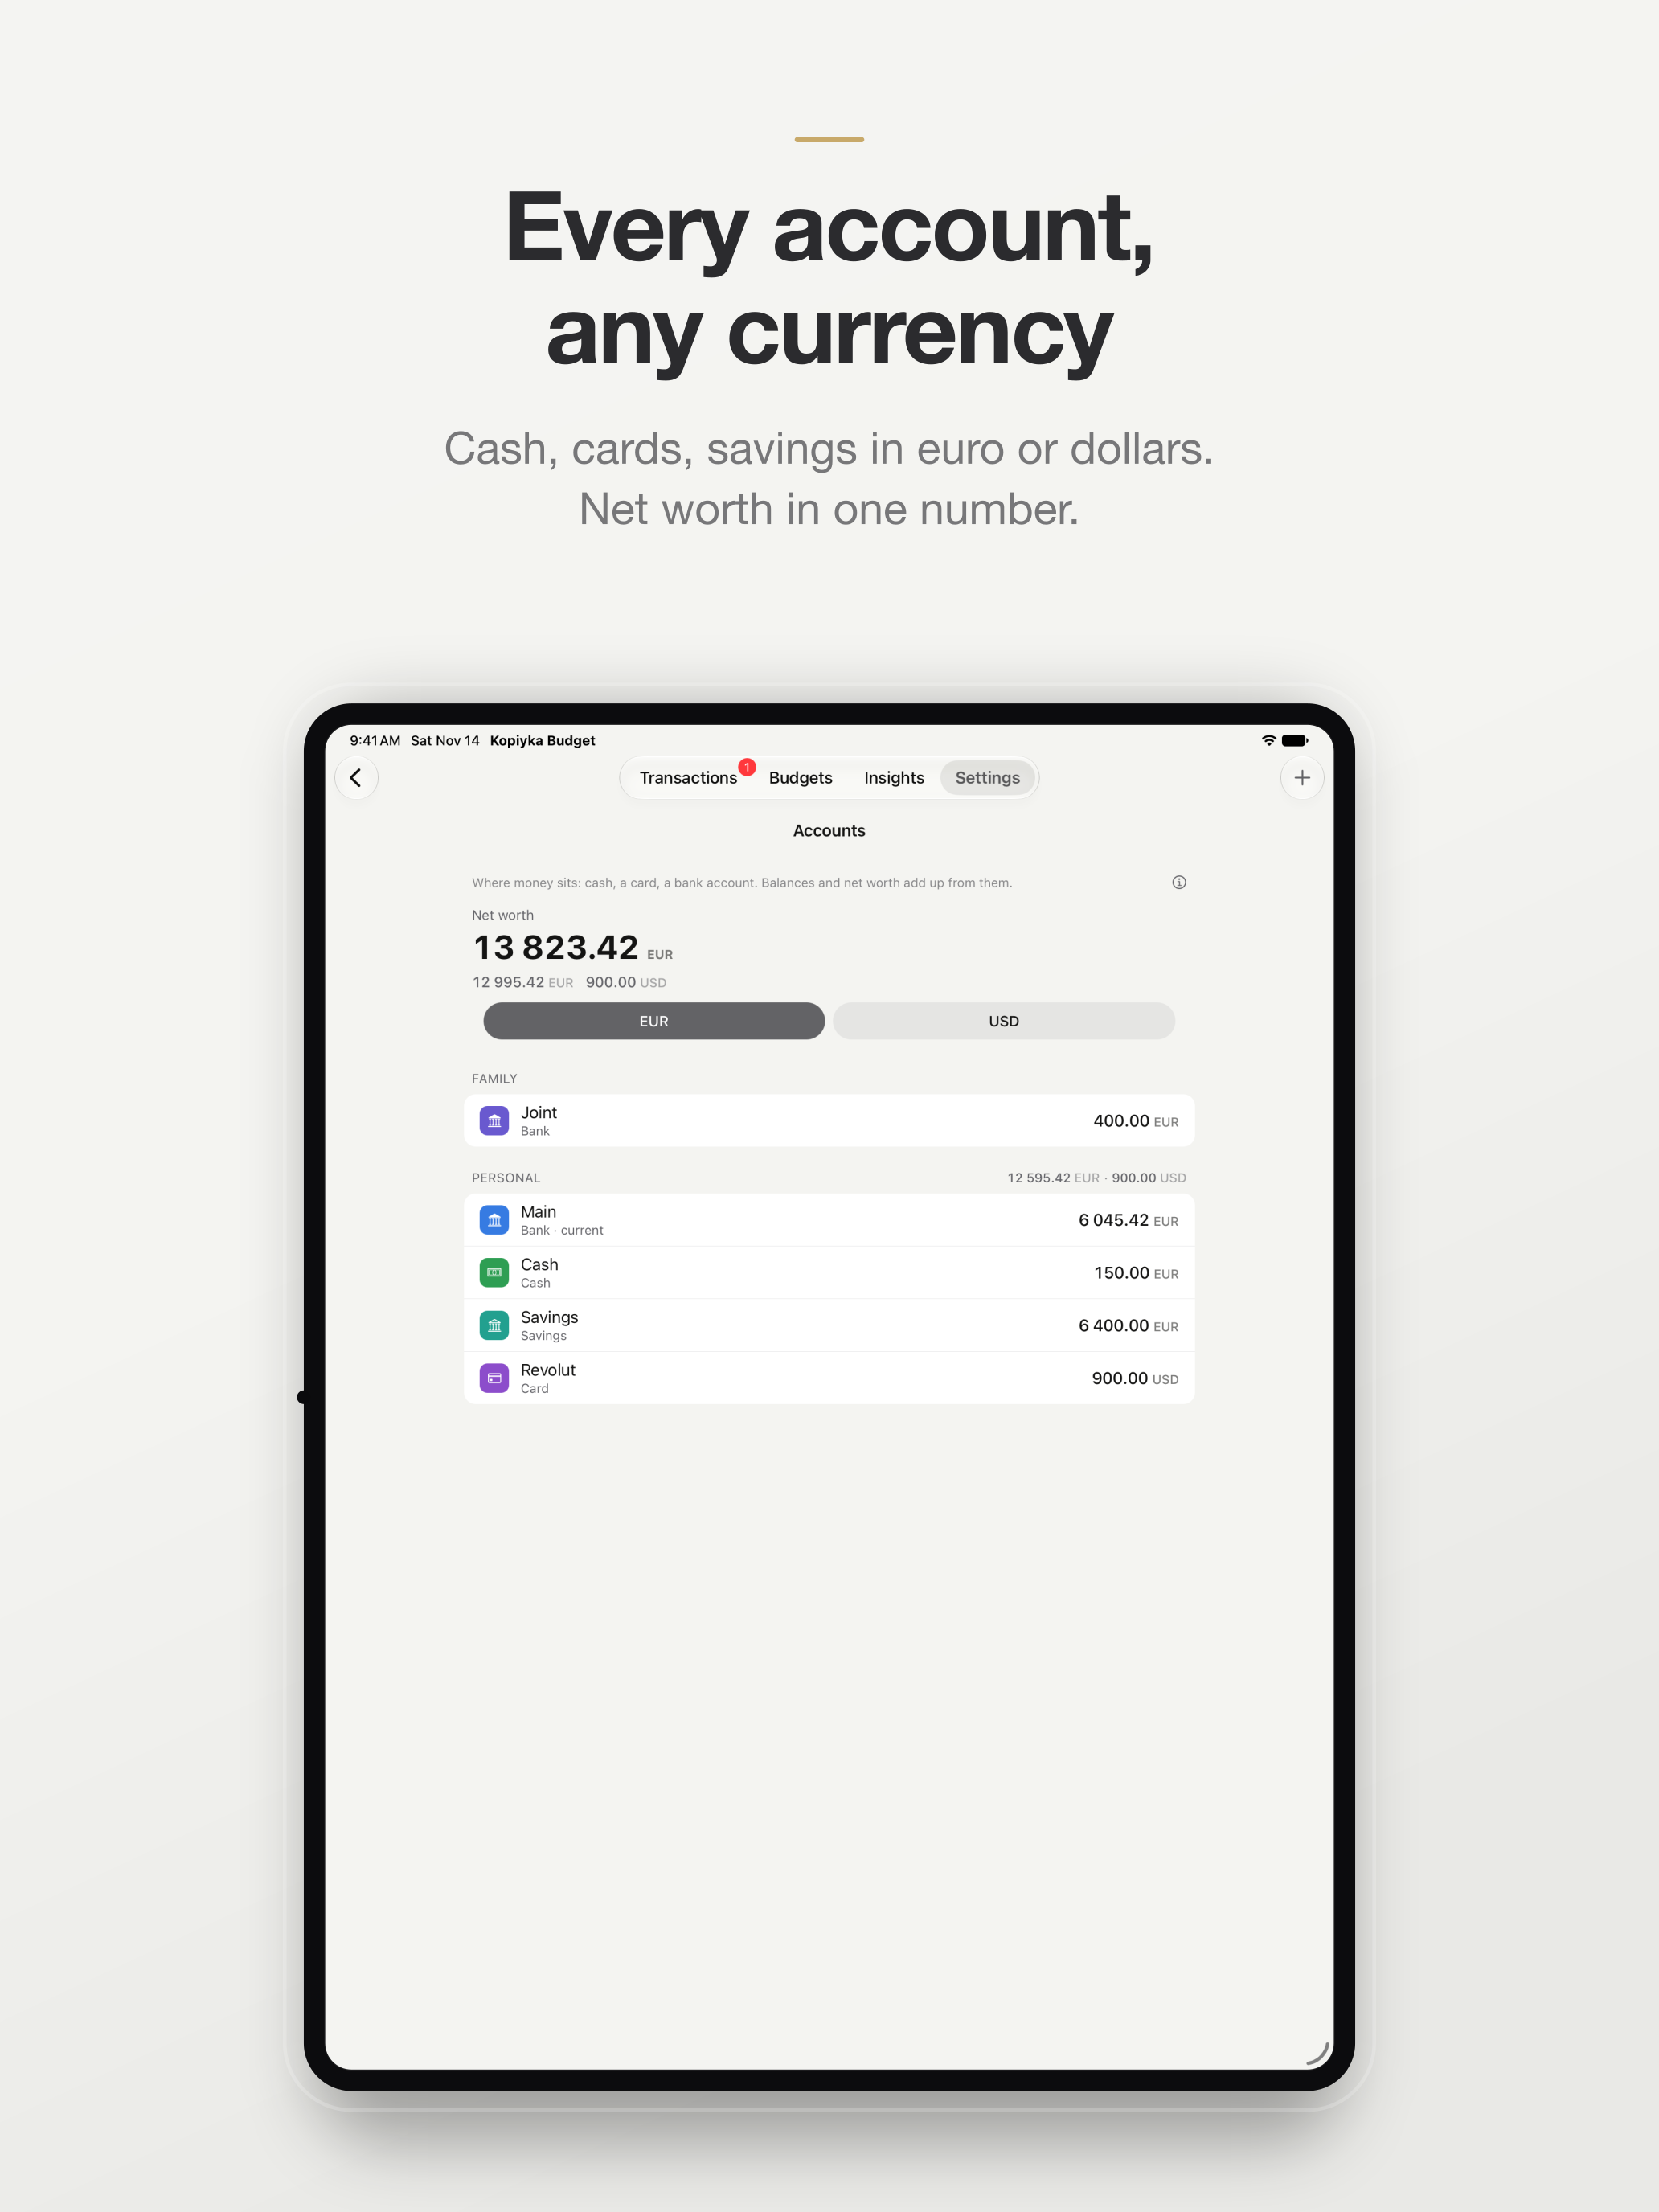 Every account,
any currency
Cash, cards, savings in euro or dollars.
Net worth in one number.
9:41 AM Sat Nov 14 Kopiyka Budget
Transactions 1 Budgets Insights Settings
Accounts
Where money sits: cash, a card, a bank account. Balances and net worth add up from them.
Net worth
13 823.42 EUR
12 995.42 EUR 900.00 USD
EUR USD
FAMILY
Joint
Bank
400.00 EUR
PERSONAL 12 595.42 EUR · 900.00 USD
Main
Bank · current
6 045.42 EUR
Cash
Cash
150.00 EUR
Savings
Savings
6 400.00 EUR
Revolut
Card
900.00 USD